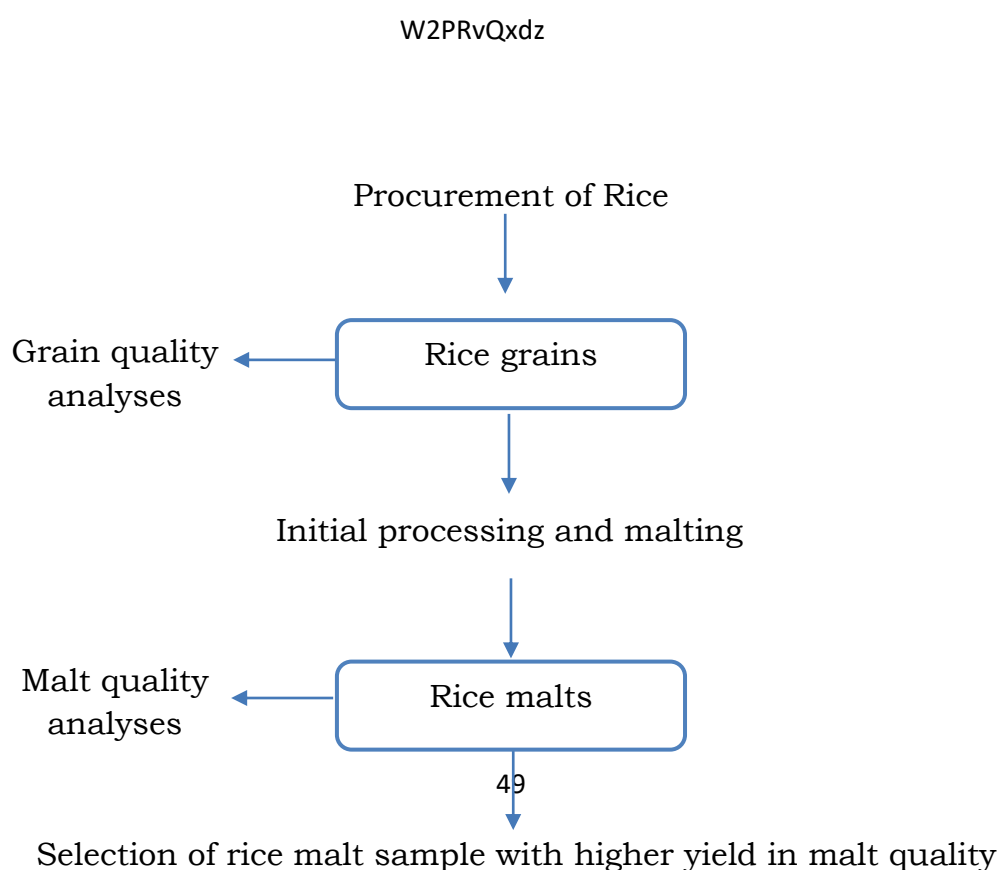 W2PRvQxdz
Procurement of Rice
Rice grains
Grain quality
analyses
Initial processing and malting
Rice malts
Malt quality
analyses
49
Selection of rice malt sample with higher yield in malt quality